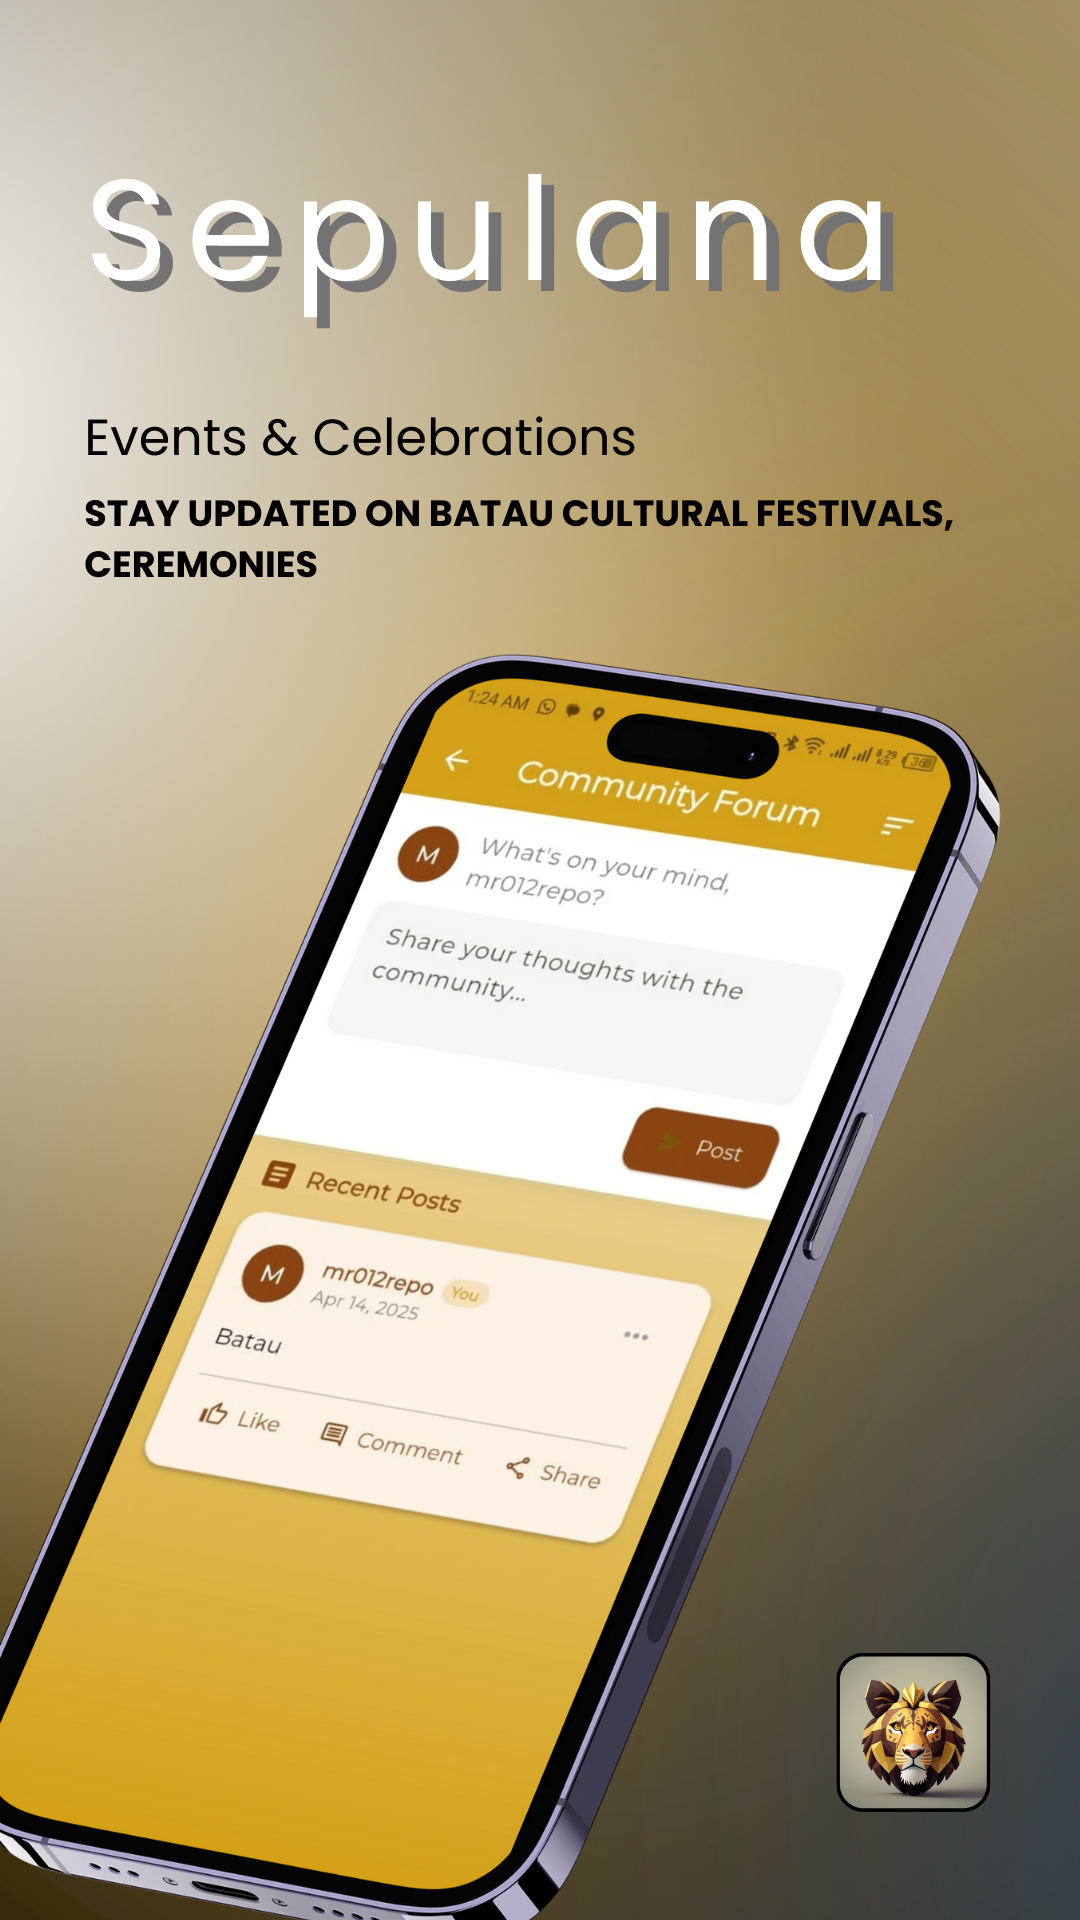 Sepulana
Events & Celebrations
STAY UPDATED ON BATAU CULTURAL FESTIVALS,
CEREMONIES
1:24 AM
8.29
K/S
36
Community Forum
M
What's on your mind,
mr012repo?
Share your thoughts with the
community...
Post
Recent Posts
M
mr012repo You
Apr 14, 2025
Batau
Like Comment Share